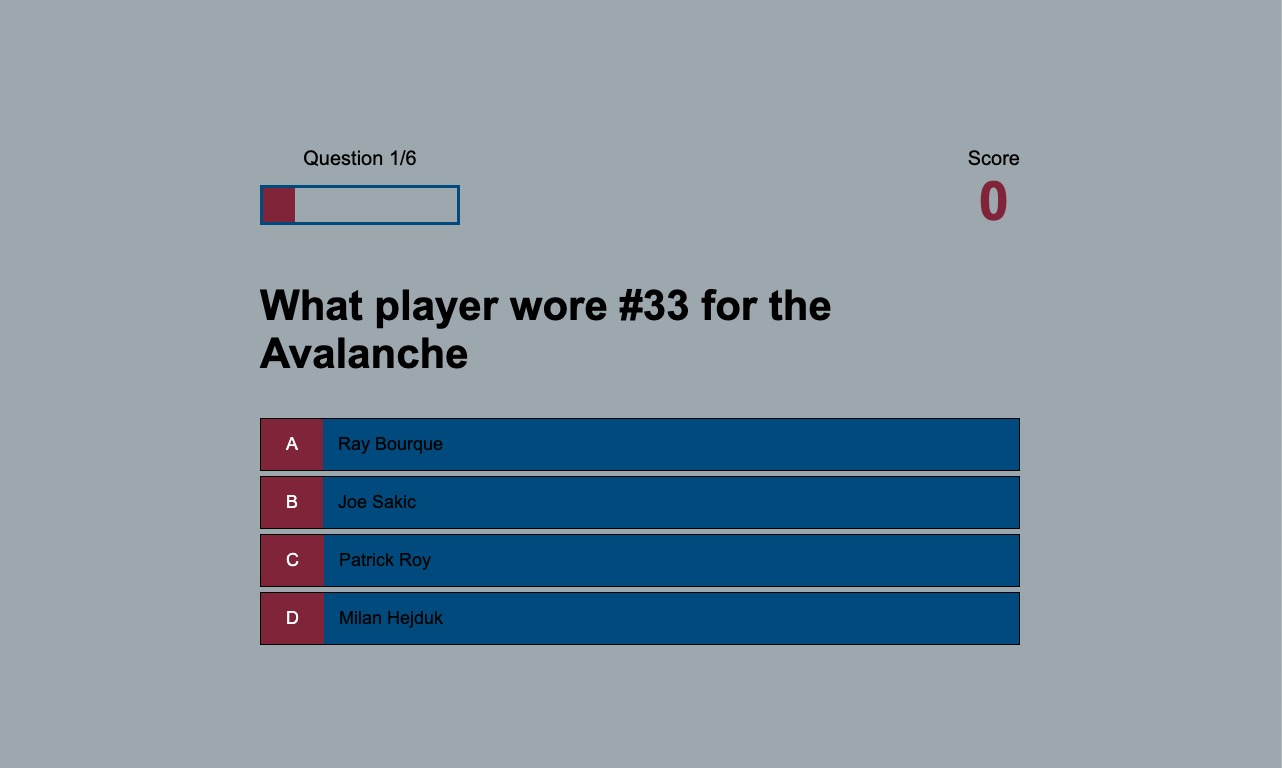 Question 1/6
Score
0
What player wore #33 for the
Avalanche
A Ray Bourque
B Joe Sakic
C Patrick Roy
D Milan Hejduk